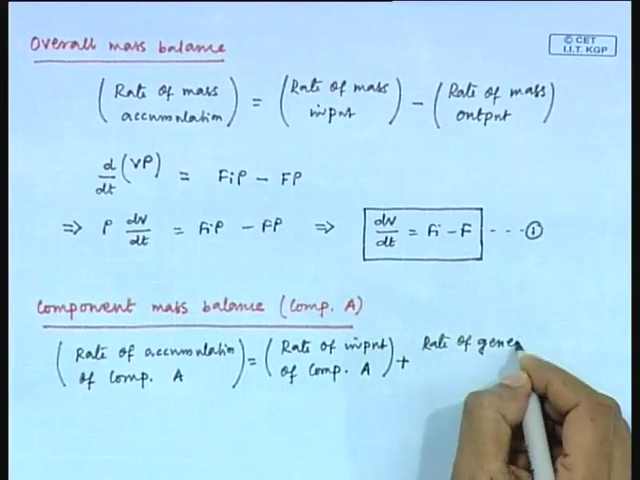 Overall mass balance
© CET
I.I.T. KGP
(Rate of mass accumulation) = (Rate of mass input) - (Rate of mass output)
d/dt (Vρ) = Fiρ - Fρ
⇒ ρ dV/dt = Fiρ - Fρ ⇒ dV/dt = Fi - F ---①
Component mass balance (Comp. A)
(Rate of accumulation of comp. A) = (Rate of input of comp. A) + Rate of gene